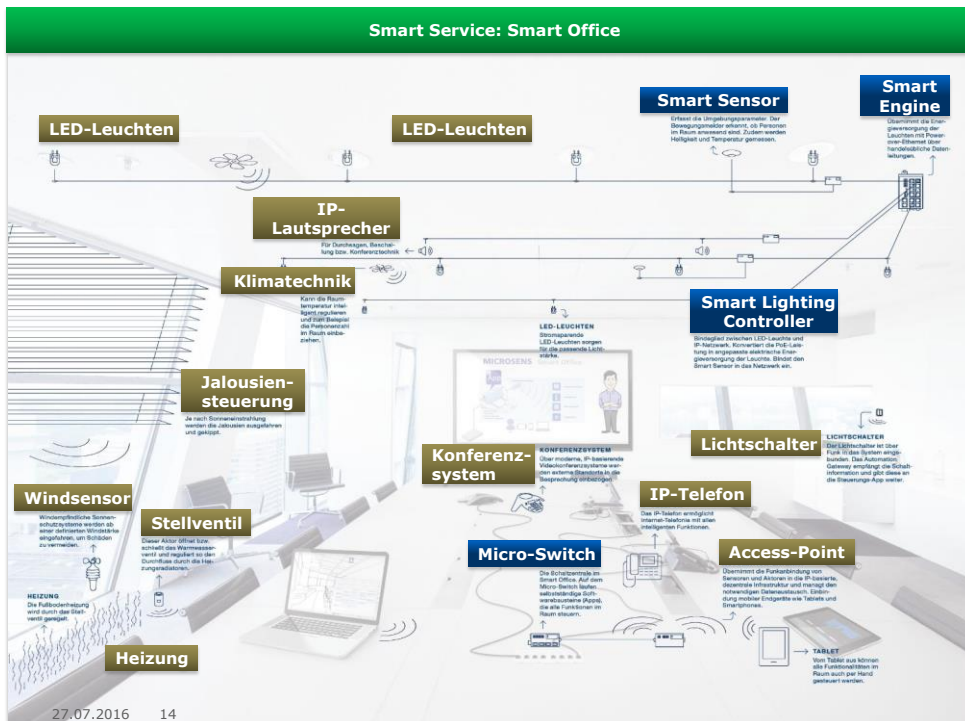 Smart Service: Smart Office
LED-Leuchten
LED-Leuchten
Smart Sensor
Erfasst die Umgebungsparameter. Der
Bewegungsmelder erkennt, ob Personen
im Raum anwesend sind. Zudem werden
Helligkeit und Temperatur gemessen.
Smart
Engine
Übernimmt die Ener-
gieversorgung der
Leuchten mit Power-
over-Ethernet über
handelsübliche Daten-
leitungen.
IP-
Lautsprecher
Für Durchsagen, Beschal-
lung bzw. Konferenztechnik
Klimatechnik
Kann die Raum-
temperatur intel-
ligent regulieren
und zum Beispiel
die Personenzahl
im Raum einbe-
ziehen.
LED-LEUCHTEN
Stromsparende
LED-Leuchten sorgen
für die passende Licht-
stärke.
Smart Lighting
Controller
Bindeglied zwischen LED-Leuchte und
IP-Netzwerk. Konvertiert die PoE-Leis-
tung in angepasste elektrische Ener-
gieversorgung der Leuchte. Bindet den
Smart Sensor in das Netzwerk ein.
MICROSENS Smart Office
Jalousien-
steuerung
Je nach Sonneneinstrahlung
werden die Jalousien ausgefahren
und gekippt.
Konferenz-
system
KONFERENZSYSTEM
Über moderne, IP-basierende
Videokonferenzsysteme wer-
den externe Standorte in die
Besprechung einbezogen.
Lichtschalter
LICHTSCHALTER
Der Lichtschalter ist über
Funk in das System einge-
bunden. Das Automation
Gateway empfängt die Schalt-
information und gibt diese an
die Steuerungs-App weiter.
Windsensor
Windempfindliche Sonnen-
schutzsysteme werden ab
einer definierten Windstärke
eingefahren, um Schäden
zu vermeiden.
Stellventil
Dieser Aktor öffnet bzw.
schließt das Warmwasser-
ventil und reguliert so den
Durchfluss durch die Hei-
zungsradiatoren.
IP-Telefon
Das IP-Telefon ermöglicht
Internet-Telefonie mit allen
intelligenten Funktionen.
Micro-Switch
Die Schaltzentrale im
Smart Office. Auf dem
Micro-Switch laufen
selbstständige Soft-
warebausteine (Apps),
die alle Funktionen im
Raum steuern.
Access-Point
Übernimmt die Funkanbindung von
Sensoren und Aktoren in die IP-basierte,
dezentrale Infrastruktur und managt den
notwendigen Datenaustausch. Einbin-
dung mobiler Endgeräte wie Tablets und
Smartphones.
HEIZUNG
Die Fußbodenheizung
wird durch das Stell-
ventil geregelt.
Heizung
TABLET
Vom Tablet aus können
alle Funktionalitäten im
Raum auch per Hand
gesteuert werden.
27.07.2016 14